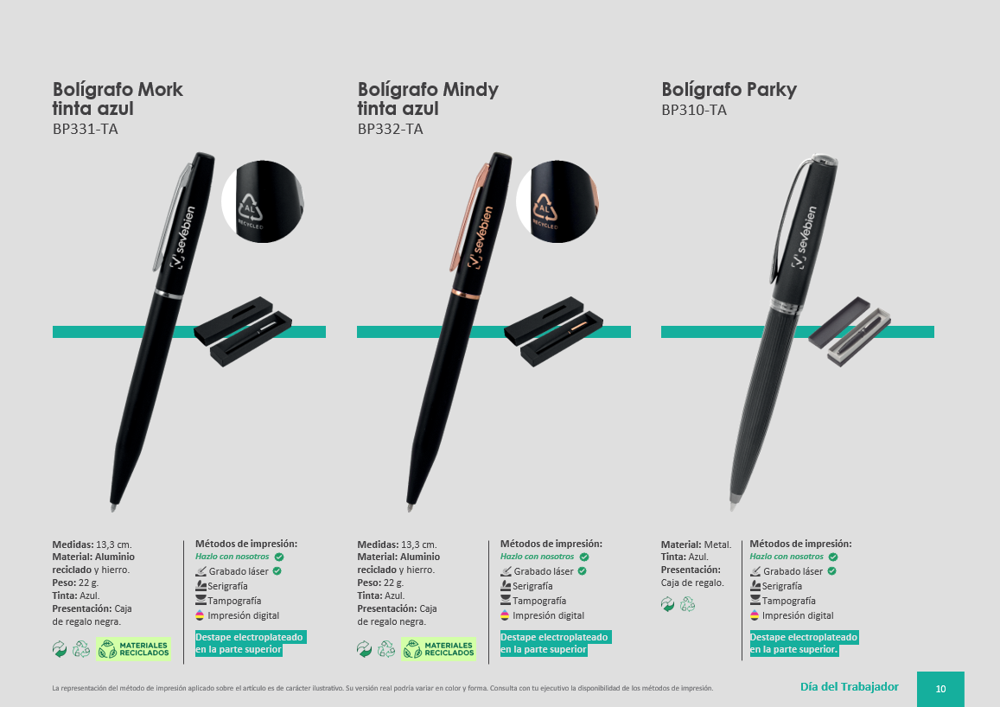 Bolígrafo Mork
tinta azul
BP331-TA
AL
RECYCLED
sevebien
Medidas: 13,3 cm.
Material: Aluminio
reciclado y hierro.
Peso: 22 g.
Tinta: Azul.
Presentación: Caja
de regalo negra.
MATERIALES
RECICLADOS
Métodos de impresión:
Hazlo con nosotros
Grabado láser
Serigrafía
Tampografía
Impresión digital
Destape electroplateado
en la parte superior
Bolígrafo Mindy
tinta azul
BP332-TA
AL
RECYCLED
sevebien
Medidas: 13,3 cm.
Material: Aluminio
reciclado y hierro.
Peso: 22 g.
Tinta: Azul.
Presentación: Caja
de regalo negra.
MATERIALES
RECICLADOS
Métodos de impresión:
Hazlo con nosotros
Grabado láser
Serigrafía
Tampografía
Impresión digital
Destape electroplateado
en la parte superior
Bolígrafo Parky
BP310-TA
sevebien
Material: Metal.
Tinta: Azul.
Presentación:
Caja de regalo.
Métodos de impresión:
Hazlo con nosotros
Grabado láser
Serigrafía
Tampografía
Impresión digital
Destape electroplateado
en la parte superior.
La representación del método de impresión aplicado sobre el artículo es de carácter ilustrativo. Su versión real podría variar en color y forma. Consulta con tu ejecutivo la disponibilidad de los métodos de impresión.
Día del Trabajador
10